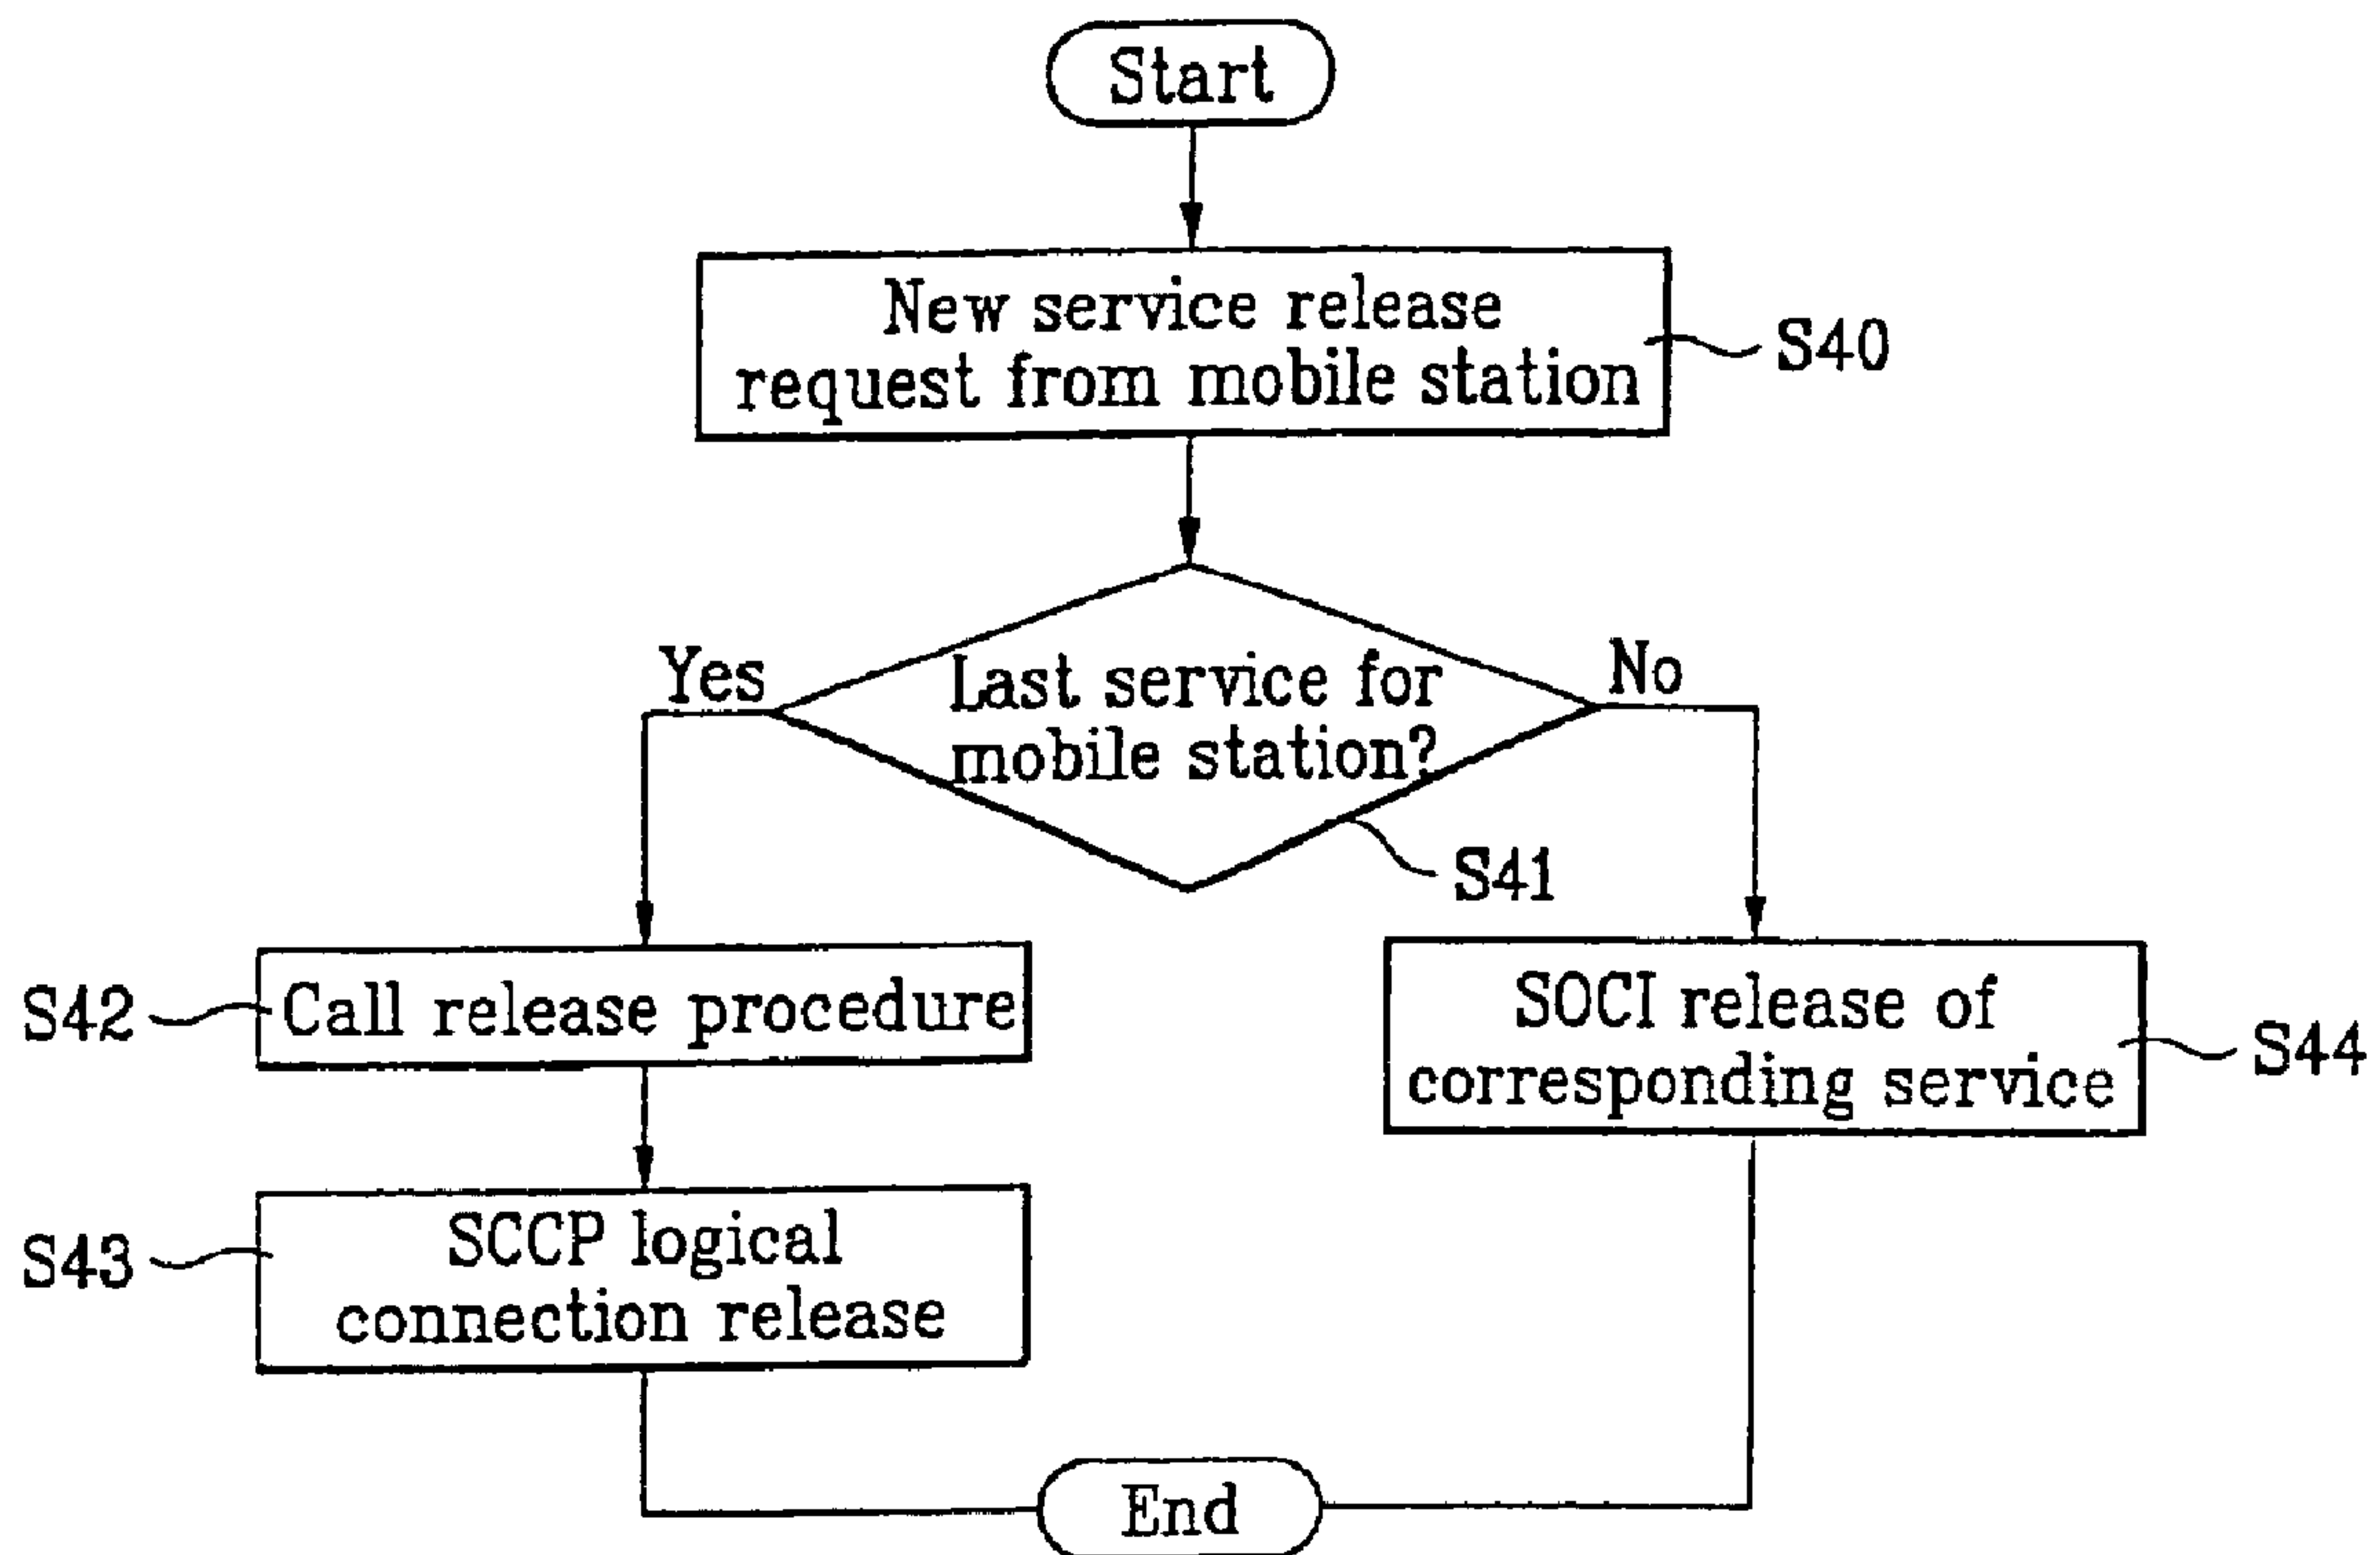 Start
New service release
request from mobile station
S40
Yes
Last service for
mobile station?
No
S41
S42
Call release procedure
SOCI release of
corresponding service
S44
S43
SCCP logical
connection release
End